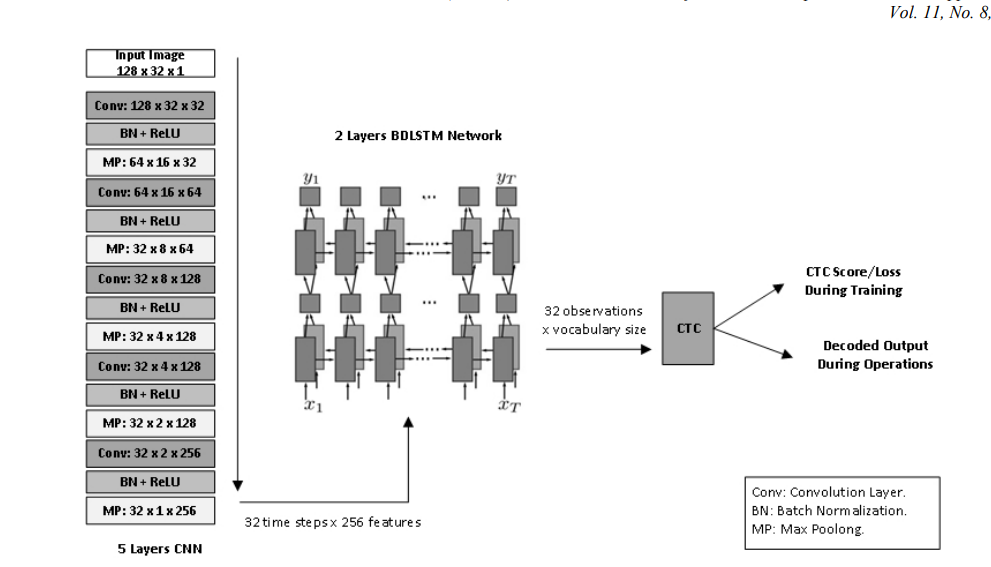 Vol. 11, No. 8,
Input Image
128 x 32 x 1
Conv: 128 x 32 x 32
BN + ReLU
MP: 64 x 16 x 32
Conv: 64 x 16 x 64
BN + ReLU
MP: 32 x 8 x 64
Conv: 32 x 8 x 128
BN + ReLU
MP: 32 x 4 x 128
Conv: 32 x 4 x 128
BN + ReLU
MP: 32 x 2 x 128
Conv: 32 x 2 x 256
BN + ReLU
MP: 32 x 1 x 256
5 Layers CNN
32 time steps x 256 features
2 Layers BDLSTM Network
y1 ... yT
...
...
...
...
...
x1 xT
32 observations
x vocabulary size
CTC
CTC Score/Loss
During Training
Decoded Output
During Operations
Conv: Convolution Layer.
BN: Batch Normalization.
MP: Max Poolong.